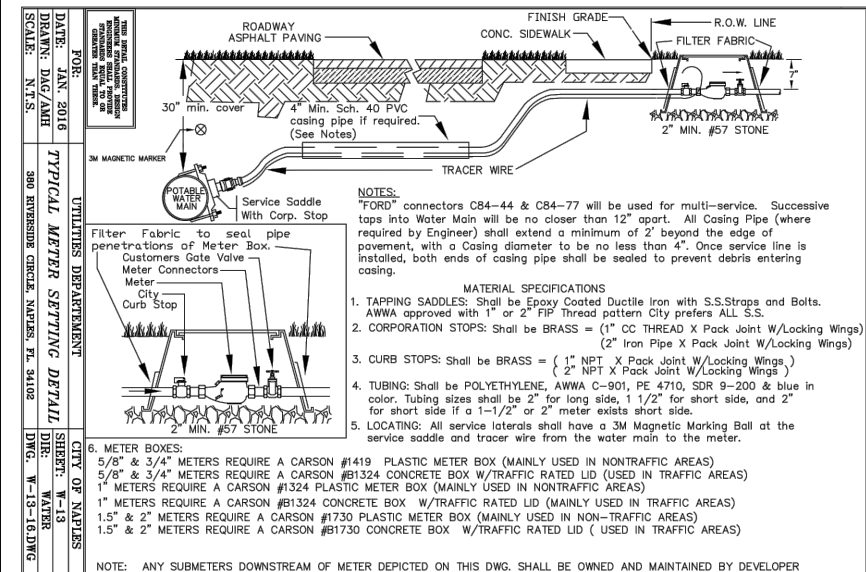 THIS DETAIL CONSTITUTES
MINIMUM STANDARDS. DESIGN
ENGINEERS SHALL PROVIDE
STANDARDS EQUAL TO OR
GREATER THAN THESE.
FOR:
DATE: JAN. 2016
DRAWN: DAG/AMH
SCALE: N.T.S.
UTILITIES DEPARTEMENT
TYPICAL METER SETTING DETAIL
380 RIVERSIDE CIRCLE, NAPLES, FL 34102
CITY OF NAPLES
SHEET: W-13
DIR: WATER
DWG. W-13-16.DWG
ROADWAY
ASPHALT PAVING
FINISH GRADE
CONC. SIDEWALK
R.O.W. LINE
FILTER FABRIC
7"
30" min. cover
4" Min. Sch. 40 PVC
casing pipe if required.
(See Notes)
2" MIN. #57 STONE
3M MAGNETIC MARKER
TRACER WIRE
POTABLE
WATER
MAIN
Service Saddle
With Corp. Stop
Filter Fabric to seal pipe
penetrations of Meter Box.
Customers Gate Valve
Meter Connectors
Meter
City
Curb Stop
2" MIN. #57 STONE
NOTES:
"FORD" connectors C84-44 & C84-77 will be used for multi-service. Successive
taps into Water Main will be no closer than 12" apart. All Casing Pipe (where
required by Engineer) shall extend a minimum of 2' beyond the edge of
pavement, with a Casing diameter to be no less than 4". Once service line is
installed, both ends of casing pipe shall be sealed to prevent debris entering
casing.
MATERIAL SPECIFICATIONS
1. TAPPING SADDLES: Shall be Epoxy Coated Ductile Iron with S.S.Straps and Bolts.
AWWA approved with 1" or 2" FIP Thread pattern City prefers ALL S.S.
2. CORPORATION STOPS: Shall be BRASS = (1" CC THREAD X Pack Joint W/Locking Wings)
(2" Iron Pipe X Pack Joint W/Locking Wings)
3. CURB STOPS: Shall be BRASS = ( 1" NPT X Pack Joint W/Locking Wings )
( 2" NPT X Pack Joint W/Locking Wings )
4. TUBING: Shall be POLYETHYLENE, AWWA C-901, PE 4710, SDR 9-200 & blue in
color. Tubing sizes shall be 2" for long side, 1 1/2" for short side, and 2"
for short side if a 1-1/2" or 2" meter exists short side.
5. LOCATING: All service laterals shall have a 3M Magnetic Marking Ball at the
service saddle and tracer wire from the water main to the meter.
6. METER BOXES:
5/8" & 3/4" METERS REQUIRE A CARSON #1419 PLASTIC METER BOX (MAINLY USED IN NONTRAFFIC AREAS)
5/8" & 3/4" METERS REQUIRE A CARSON #B1324 CONCRETE BOX W/TRAFFIC RATED LID (USED IN TRAFFIC AREAS)
1" METERS REQUIRE A CARSON #1324 PLASTIC METER BOX (MAINLY USED IN NONTRAFFIC AREAS)
1" METERS REQUIRE A CARSON #B1324 CONCRETE BOX W/TRAFFIC RATED LID (MAINLY USED IN TRAFFIC AREAS)
1.5" & 2" METERS REQUIRE A CARSON #1730 PLASTIC METER BOX (MAINLY USED IN NON-TRAFFIC AREAS)
1.5" & 2" METERS REQUIRE A CARSON #B1730 CONCRETE BOX W/TRAFFIC RATED LID ( USED IN TRAFFIC AREAS)
NOTE: ANY SUBMETERS DOWNSTREAM OF METER DEPICTED ON THIS DWG. SHALL BE OWNED AND MAINTAINED BY DEVELOPER